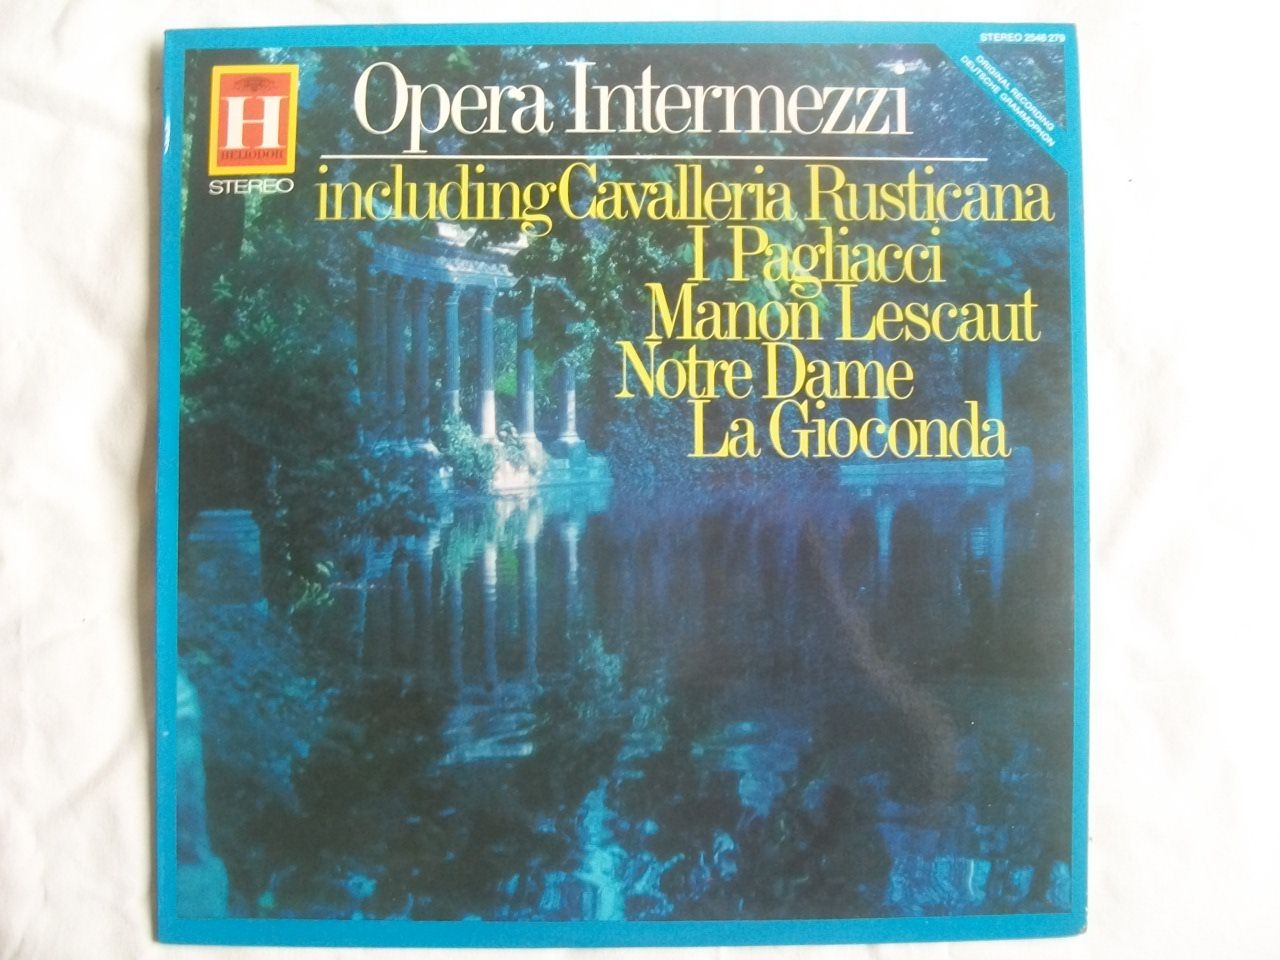 STEREO 2548 279
ORIGINAL RECORDING
DEUTSCHE GRAMMOPHON
H
HELIODOR
STEREO
Opera Intermezzi
including Cavalleria Rusticana
I Pagliacci
Manon Lescaut
Notre Dame
La Gioconda